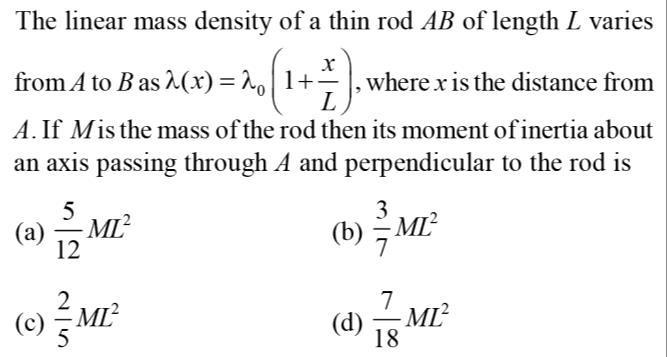 The linear mass density of a thin rod AB of length L varies
from A to B as λ(x) = λ₀ (1 + x/L), where x is the distance from
A. If M is the mass of the rod then its moment of inertia about
an axis passing through A and perpendicular to the rod is
(a) 5/12 ML² (b) 3/7 ML²
(c) 2/5 ML² (d) 7/18 ML²